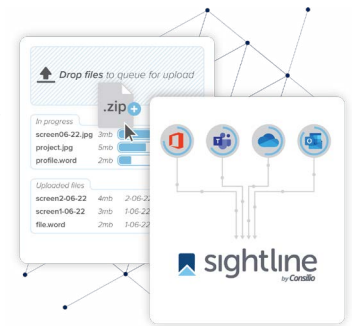 Drop files to queue for upload
.zip
In progress
screen06-22.jpg 3mb
project.jpg 5mb
profile.word 2mb
Uploaded files
screen2-06-22 4mb 2-06-22
screen1-06-22 3mb 1-06-22
file.word 2mb 1-06-22
sightline
by Consilio